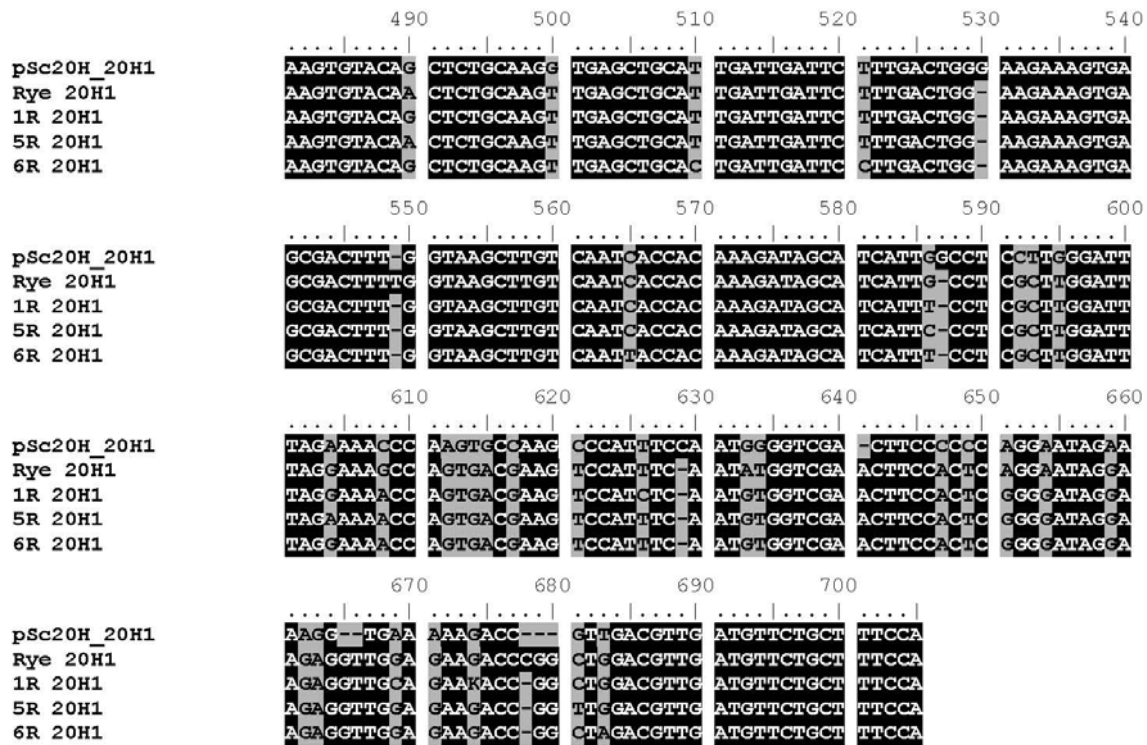 490 500 510 520 530 540
....|....| ....|....| ....|....| ....|....| ....|....| ....|....|
pSc20H_20H1 AAGTGTACAG CTCTGCAAGG TGAGCTGCAT TGATTGATTC TTTGACTGGG AAGAAAGTGA
Rye 20H1 AAGTGTACAA CTCTGCAAGT TGAGCTGCAT TGATTGATTC TTTGACTGG- AAGAAAGTGA
1R 20H1 AAGTGTACAG CTCTGCAAGT TGAGCTGCAT TGATTGATTC TTTGACTGG- AAGAAAGTGA
5R 20H1 AAGTGTACAA CTCTGCAAGT TGAGCTGCAT TGATTGATTC TTTGACTGG- AAGAAAGTGA
6R 20H1 AAGTGTACAG CTCTGCAAGT TGAGCTGCAC TGATTGATTC CTTGACTGG- AAGAAAGTGA
550 560 570 580 590 600
....|....| ....|....| ....|....| ....|....| ....|....| ....|....|
pSc20H_20H1 GCGACTTT-G GTAAGCTTGT CAATCACCAC AAAGATAGCA TCATTGGCCT CCTTGGGATT
Rye 20H1 GCGACTTTTG GTAAGCTTGT CAATCACCAC AAAGATAGCA TCATTG-CCT CGCTTGGATT
1R 20H1 GCGACTTT-G GTAAGCTTGT CAATCACCAC AAAGATAGCA TCATTT-CCT CGCTTGGATT
5R 20H1 GCGACTTT-G GTAAGCTTGT CAATCACCAC AAAGATAGCA TCATTC-CCT CGCTTGGATT
6R 20H1 GCGACTTT-G GTAAGCTTGT CAATTACCAC AAAGATAGCA TCATTT-CCT CGCTTGGATT
610 620 630 640 650 660
....|....| ....|....| ....|....| ....|....| ....|....| ....|....|
pSc20H_20H1 TAGAAAACCC AAGTGCCAAG CCCATTTCCA ATGGGGTCGA -CTTCCCCCC AGGAATAGAA
Rye 20H1 TAGGAAAGCC AGTGACGAAG TCCATTTC-A ATATGGTCGA ACTTCCACTC AGGAATAGGA
1R 20H1 TAGGAAAACC AGTGACGAAG TCCATCTC-A ATGTGGTCGA ACTTCCACTC GGGGATAGGA
5R 20H1 TAGAAAAACC AGTGACGAAG TCCATTTC-A ATGTGGTCGA ACTTCCACTC GGGGATAGGA
6R 20H1 TAGGAAAACC AGTGACGAAG TCCATTTC-A ATGTGGTCGA ACTTCCACTC GGGGATAGGA
670 680 690 700
....|....| ....|....| ....|....| ....|....| ....|
pSc20H_20H1 AAGG--TGAA AAAGACC--- GTTGACGTTG ATGTTCTGCT TTCCA
Rye 20H1 AGAGGTTGGA GAAGACCCGG CTGGACGTTG ATGTTCTGCT TTCCA
1R 20H1 AGAGGTTGCA GAAKACC-GG CTGGACGTTG ATGTTCTGCT TTCCA
5R 20H1 AGAGGTTGGA GAAGACC-GG TTGGACGTTG ATGTTCTGCT TTCCA
6R 20H1 AGAGGTTGGA GAAGACC-GG CTAGACGTTG ATGTTCTGCT TTCCA